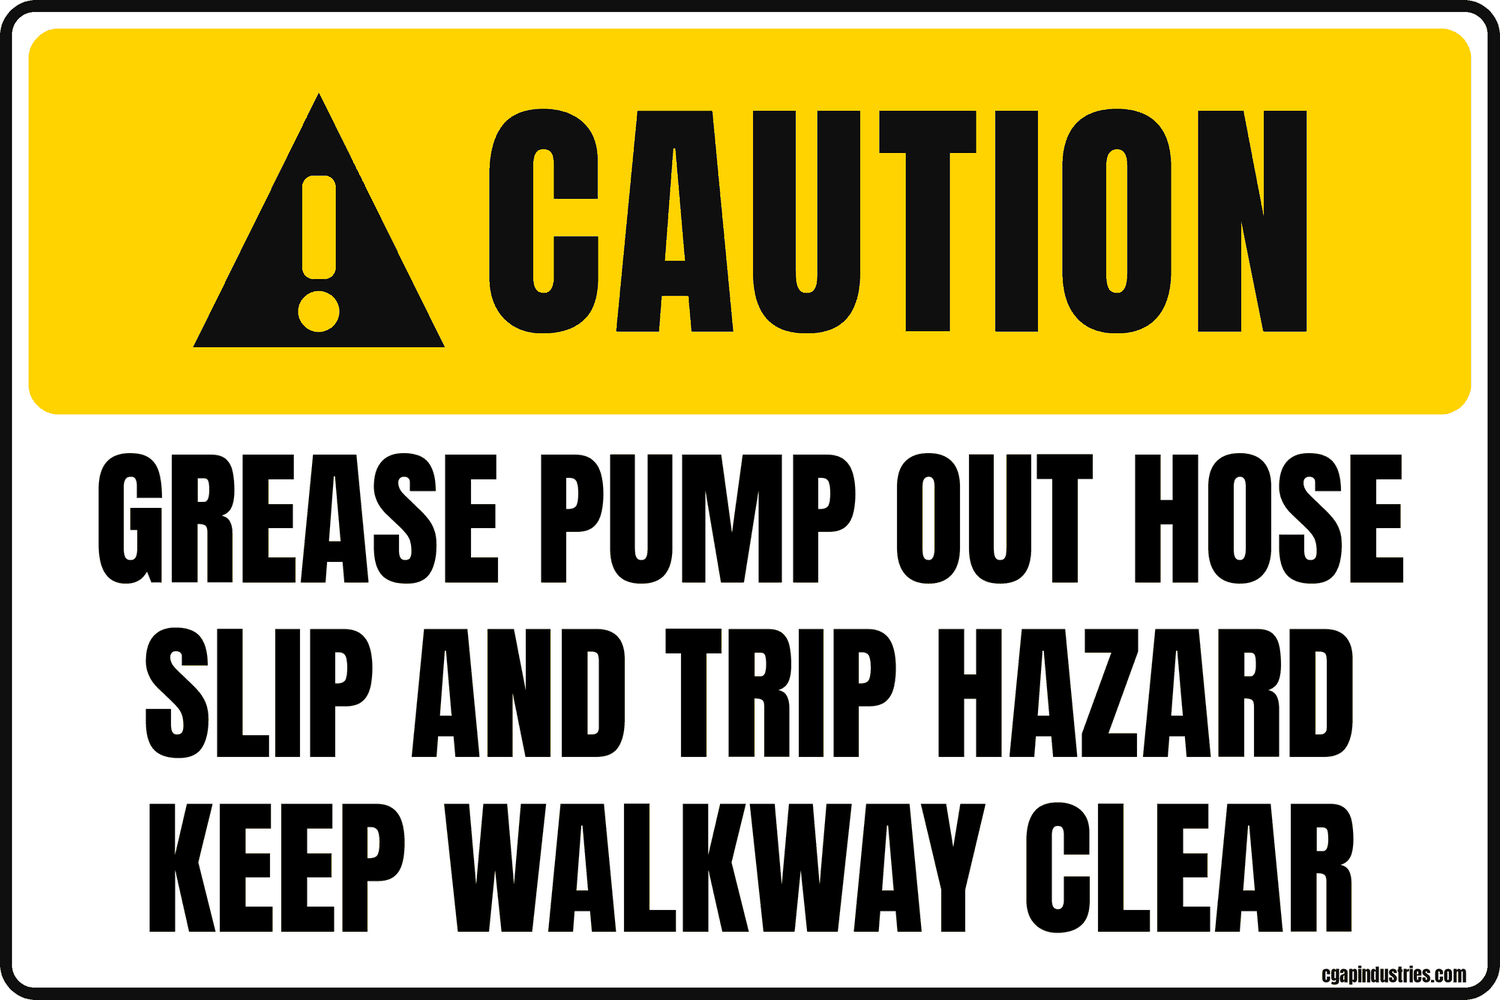 CAUTION
GREASE PUMP OUT HOSE
SLIP AND TRIP HAZARD
KEEP WALKWAY CLEAR
cgapindustries.com